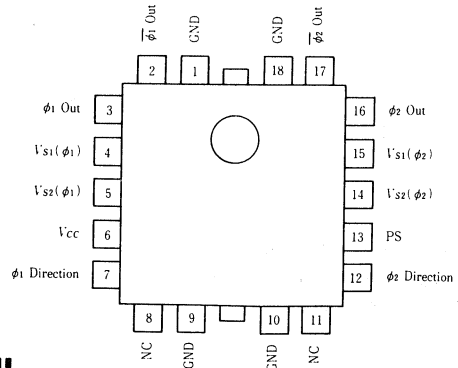 φ̅1 Out
GND
GND
φ̅2 Out
2
1
18
17
φ1 Out
3
16
φ2 Out
VS1(φ1)
4
15
VS1(φ2)
VS2(φ1)
5
14
VS2(φ2)
VCC
6
13
PS
φ1 Direction
7
12
φ2 Direction
8
9
10
11
NC
GND
GND
NC